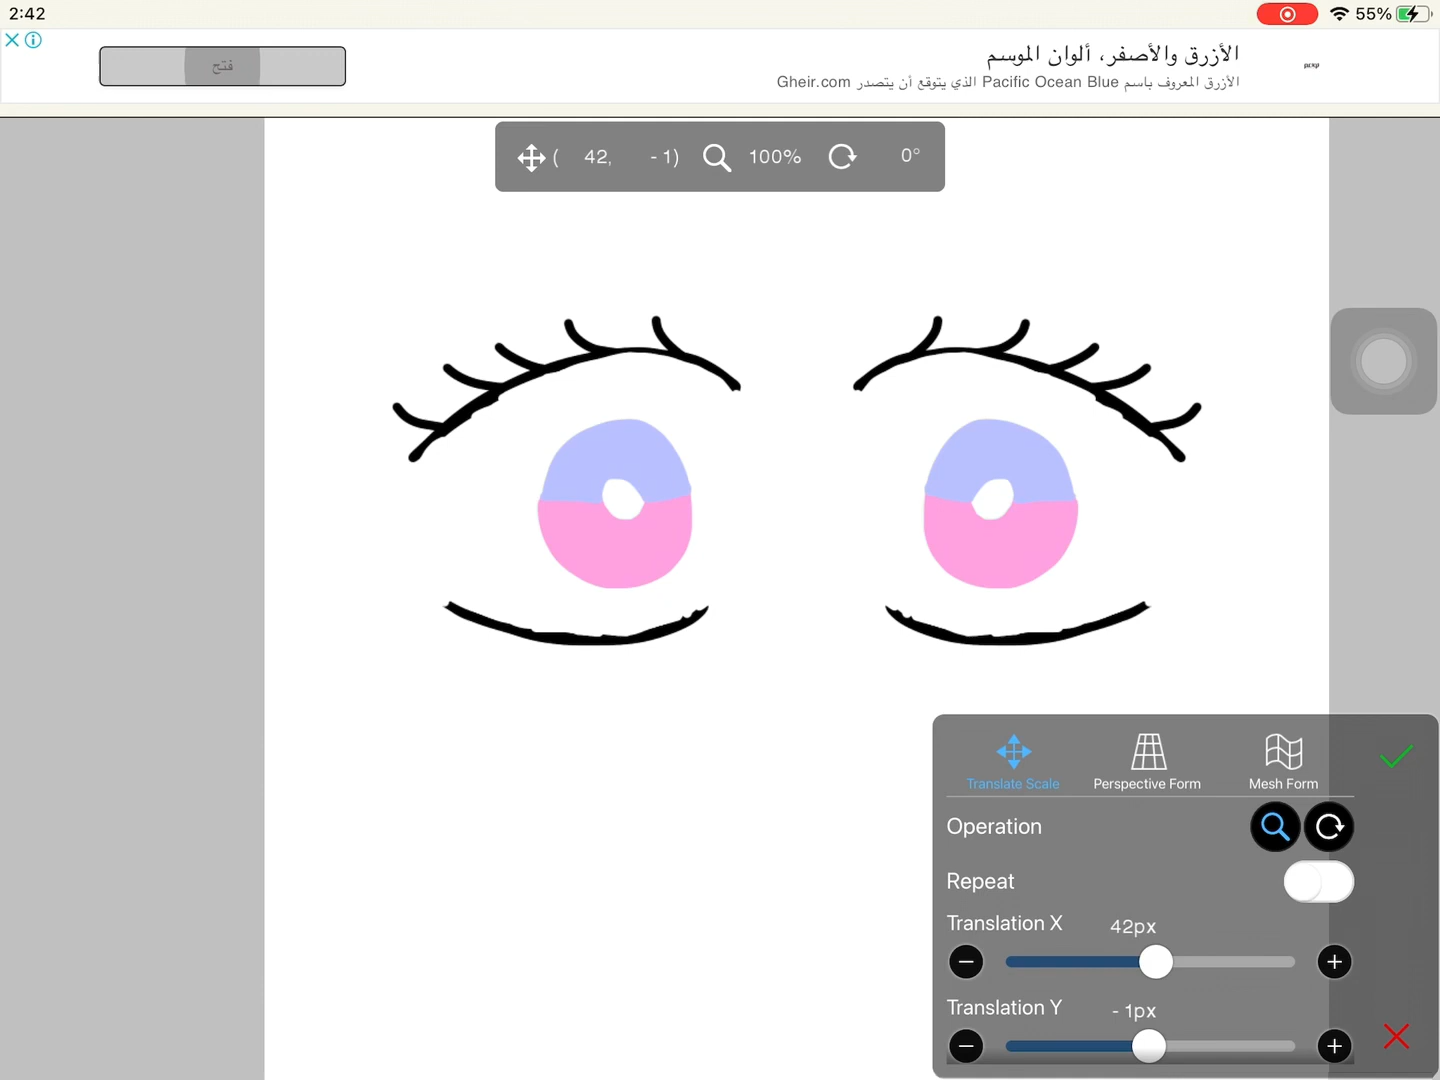 2:42
55%
فتح
الأزرق والأصفر، ألوان الموسم
الأزرق المعروف باسم Pacific Ocean Blue الذي يتوقع أن يتصدر Gheir.com
( 42, - 1)
100%
0°
Translate Scale
Perspective Form
Mesh Form
Operation
Repeat
Translation X 42px
Translation Y - 1px